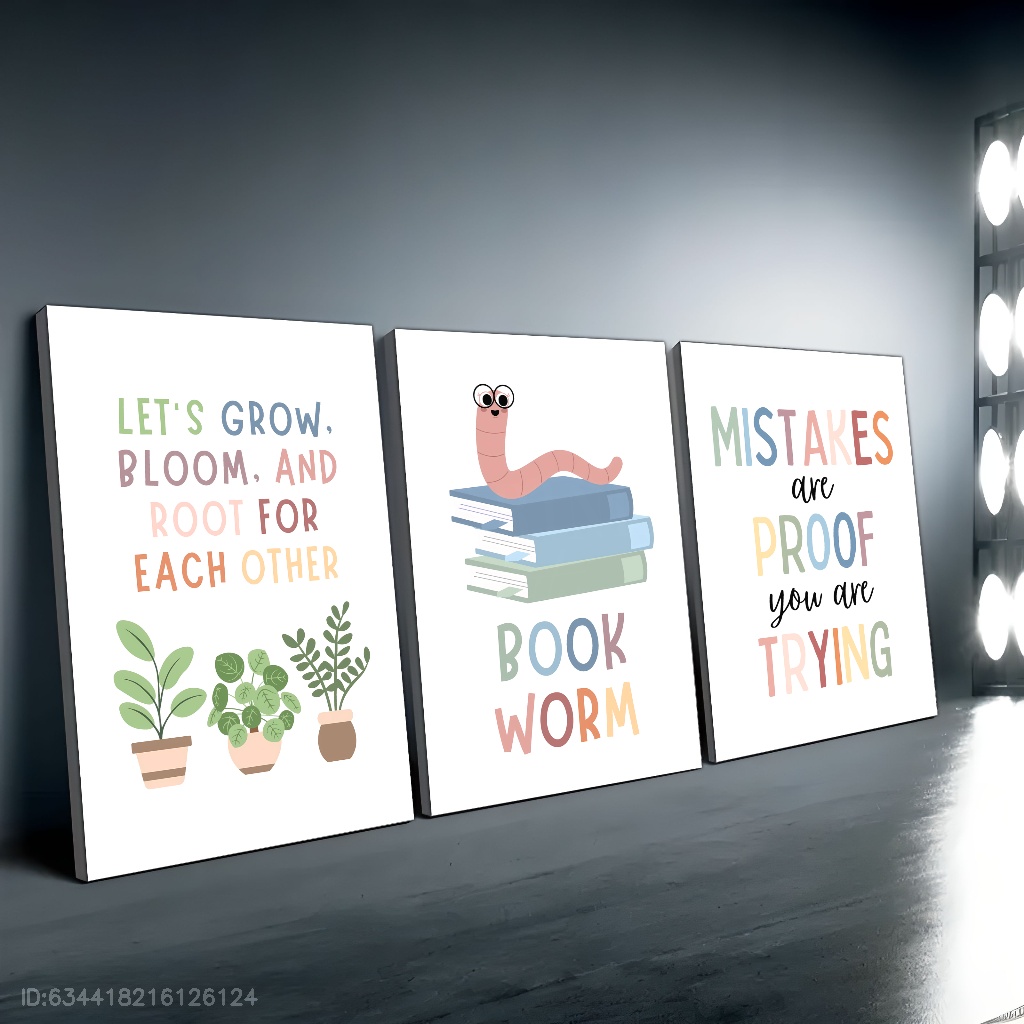 LET'S GROW,
BLOOM, AND
ROOT FOR
EACH OTHER
BOOK
WORM
MISTAKES
are
PROOF
you are
TRYING
ID:634418216126124